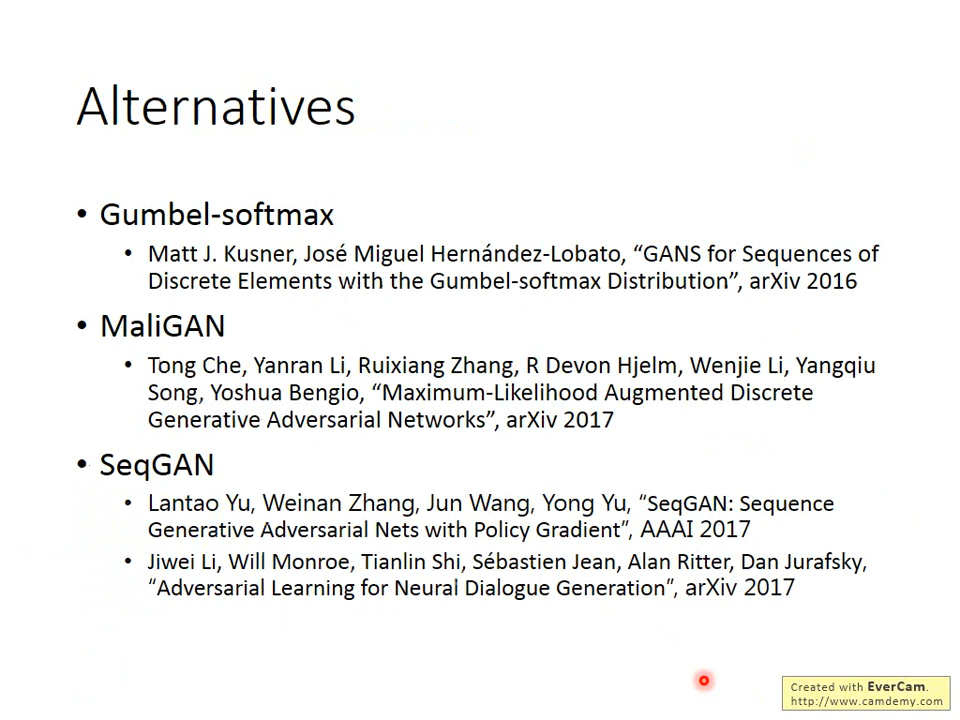 Alternatives
• Gumbel-softmax
• Matt J. Kusner, José Miguel Hernández-Lobato, “GANS for Sequences of
Discrete Elements with the Gumbel-softmax Distribution”, arXiv 2016
• MaliGAN
• Tong Che, Yanran Li, Ruixiang Zhang, R Devon Hjelm, Wenjie Li, Yangqiu
Song, Yoshua Bengio, “Maximum-Likelihood Augmented Discrete
Generative Adversarial Networks”, arXiv 2017
• SeqGAN
• Lantao Yu, Weinan Zhang, Jun Wang, Yong Yu, “SeqGAN: Sequence
Generative Adversarial Nets with Policy Gradient”, AAAI 2017
• Jiwei Li, Will Monroe, Tianlin Shi, Sébastien Jean, Alan Ritter, Dan Jurafsky,
“Adversarial Learning for Neural Dialogue Generation”, arXiv 2017
Created with EverCam.
http://www.camdemy.com